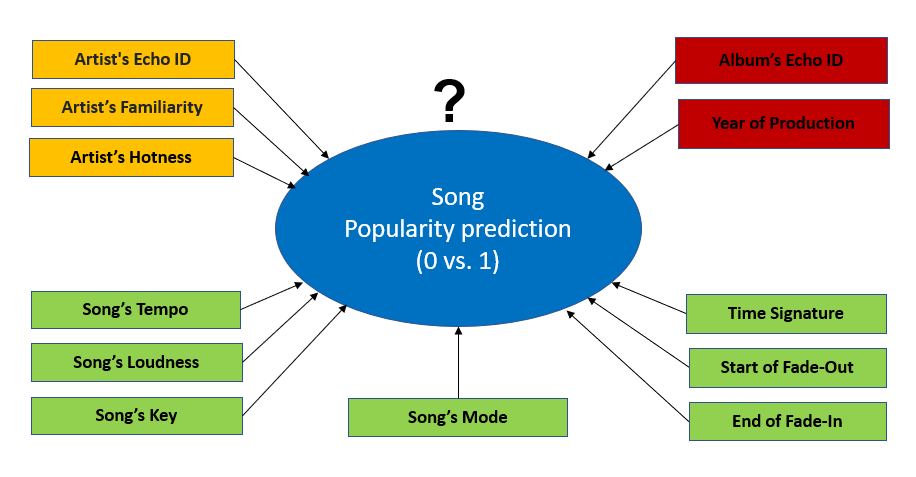 Artist's Echo ID
Artist’s Familiarity
Artist’s Hotness
?
Album’s Echo ID
Year of Production
Song
Popularity prediction
(0 vs. 1)
Song’s Tempo
Song’s Loudness
Song’s Key
Song’s Mode
Time Signature
Start of Fade-Out
End of Fade-In